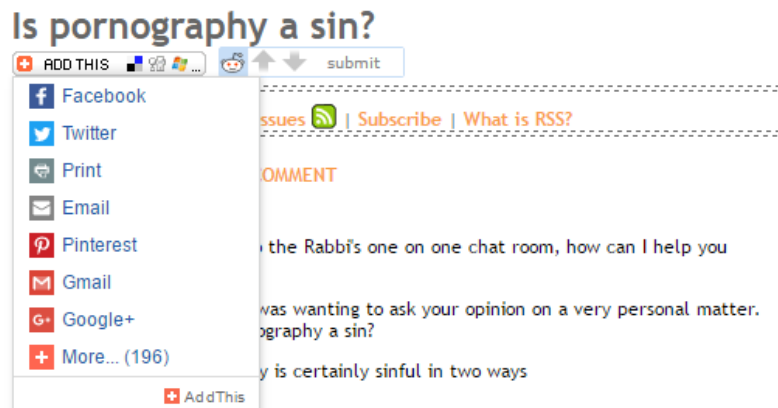 Is pornography a sin?
ADD THIS ... submit
Facebook
ssues | Subscribe | What is RSS?
Twitter
Print
OMMENT
Email
Pinterest
the Rabbi's one on one chat room, how can I help you
Gmail
Google+
was wanting to ask your opinion on a very personal matter.
ography a sin?
More... (196)
y is certainly sinful in two ways
AddThis